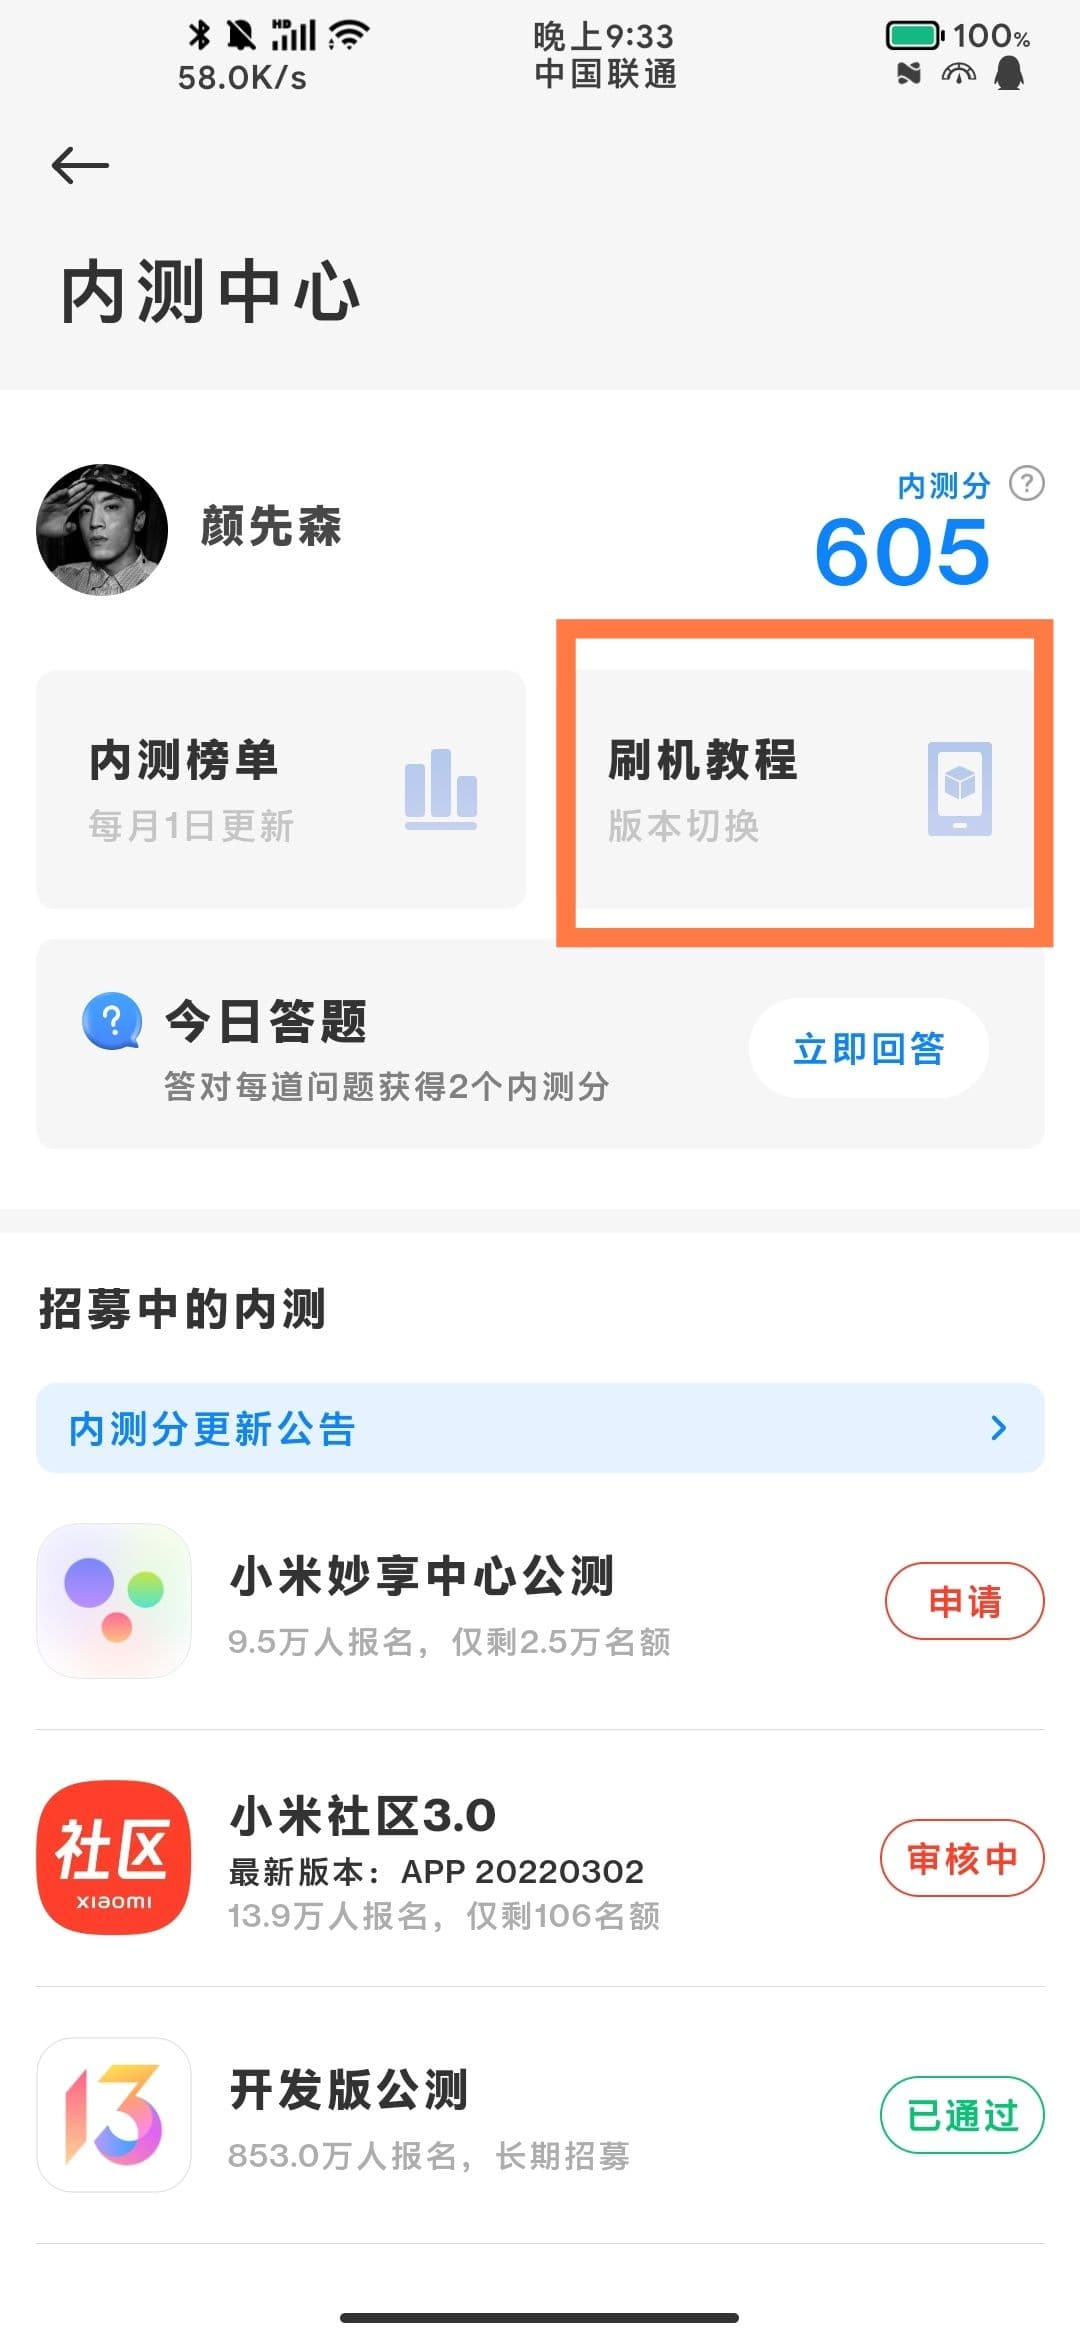 HD
58.0K/s
晚上9:33
中国联通
100%
内测中心
颜先森
内测分 ?
605
内测榜单
每月1日更新
刷机教程
版本切换
? 今日答题
答对每道问题获得2个内测分
立即回答
招募中的内测
内测分更新公告
小米妙享中心公测
9.5万人报名，仅剩2.5万名额
申请
社区
xiaomi
小米社区3.0
最新版本：APP 20220302
13.9万人报名，仅剩106名额
审核中
13
开发版公测
853.0万人报名，长期招募
已通过